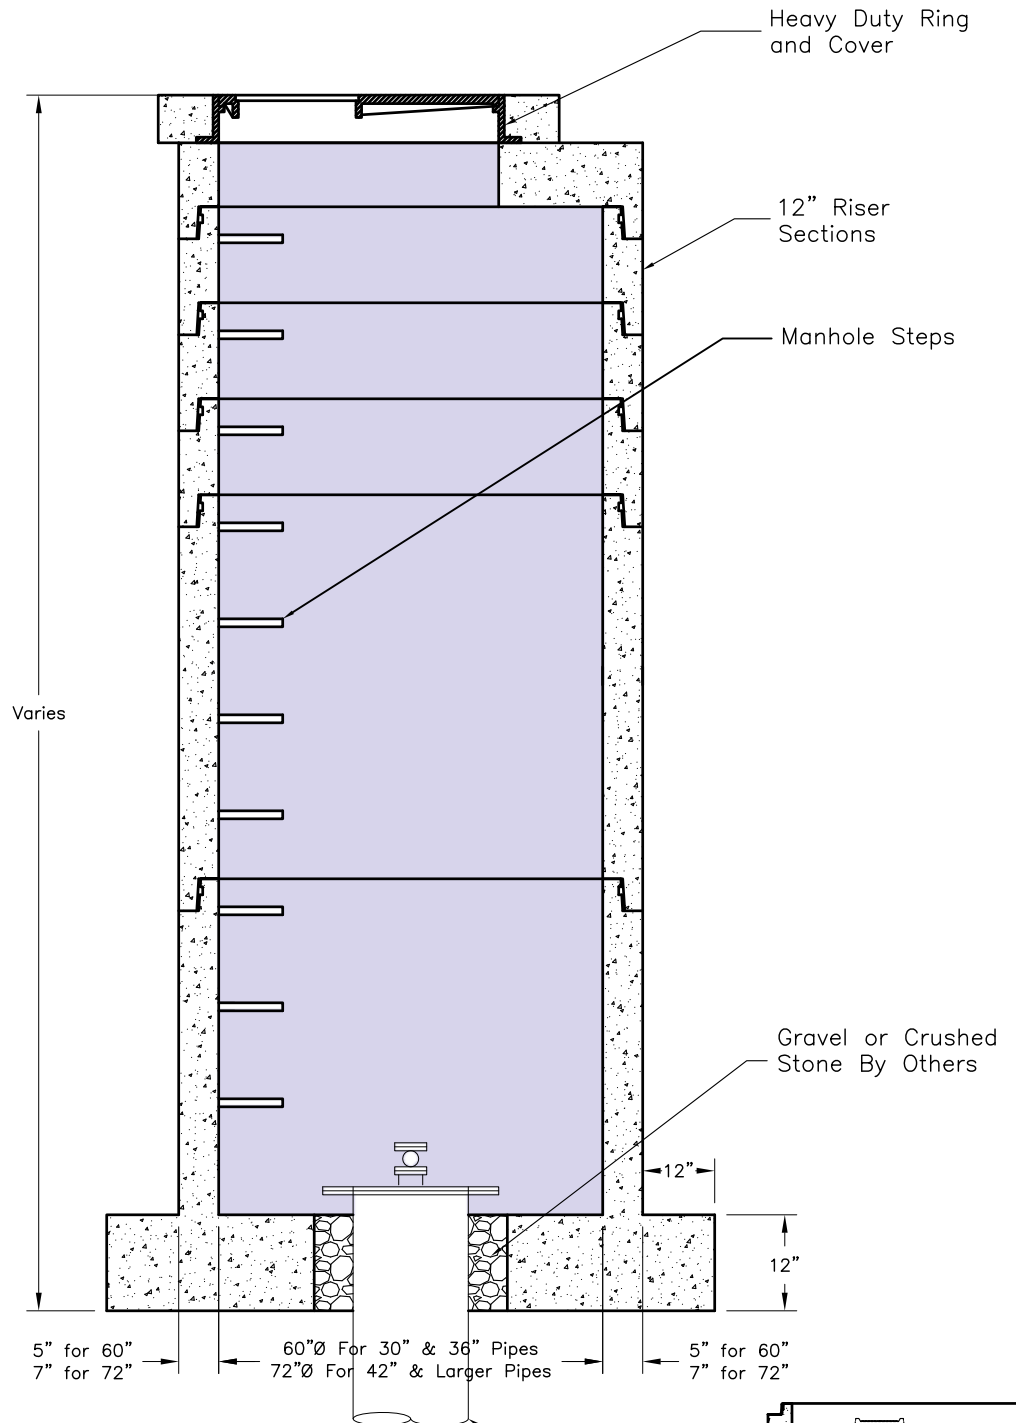 Heavy Duty Ring
and Cover
12” Riser
Sections
Manhole Steps
Varies
Gravel or Crushed
Stone By Others
12”
12”
5” for 60”
7” for 72”
60”Ø For 30” & 36” Pipes
72”Ø For 42” & Larger Pipes
5” for 60”
7” for 72”